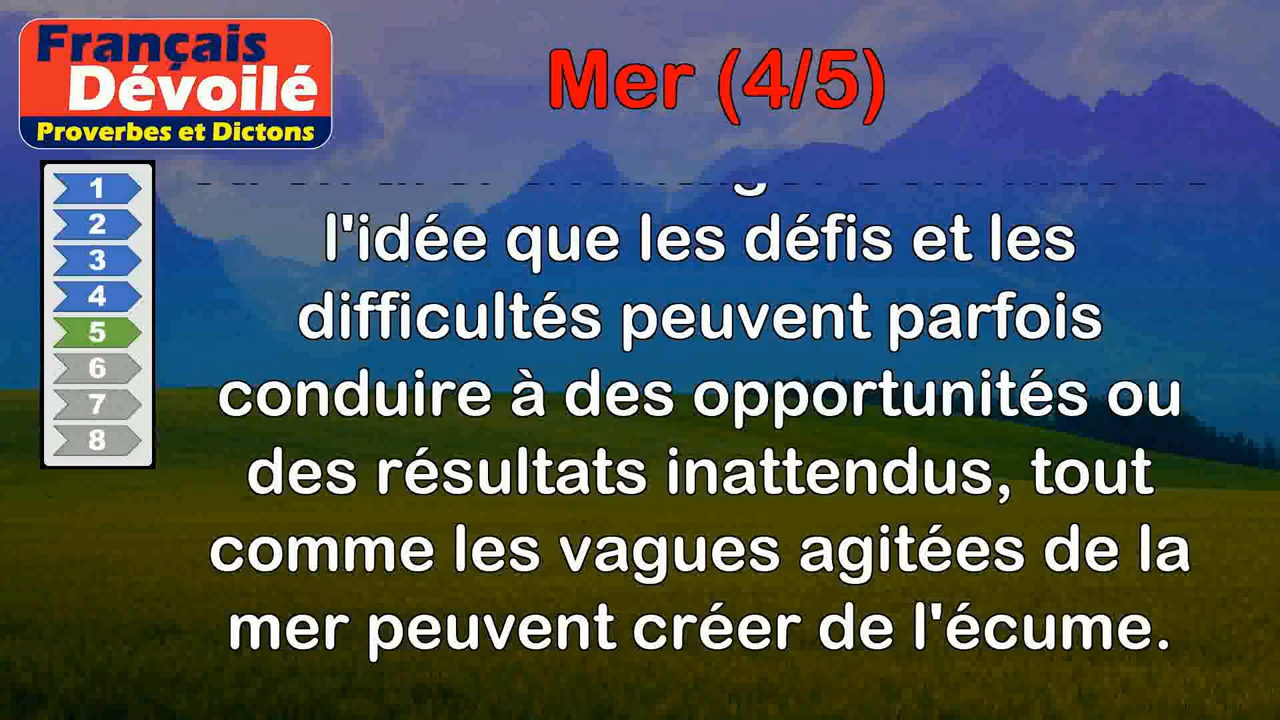 Français
Dévoilé
Proverbes et Dictons
Mer (4/5)
1
2
3
4
5
6
7
8
l'idée que les défis et les
difficultés peuvent parfois
conduire à des opportunités ou
des résultats inattendus, tout
comme les vagues agitées de la
mer peuvent créer de l'écume.